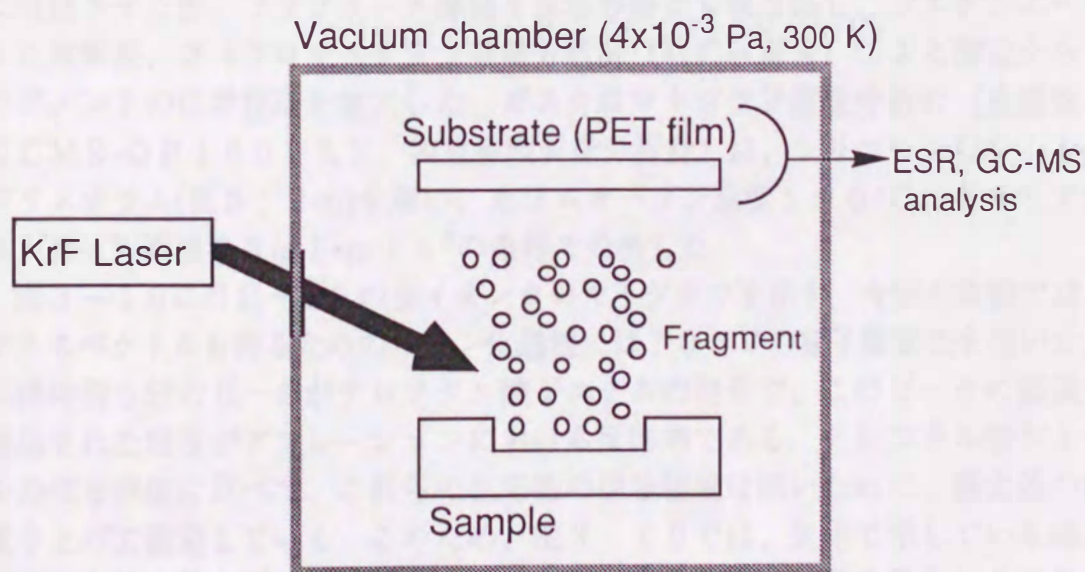 Vacuum chamber (4x10⁻³ Pa, 300 K)
Substrate (PET film)
ESR, GC-MS
analysis
KrF Laser
Fragment
Sample